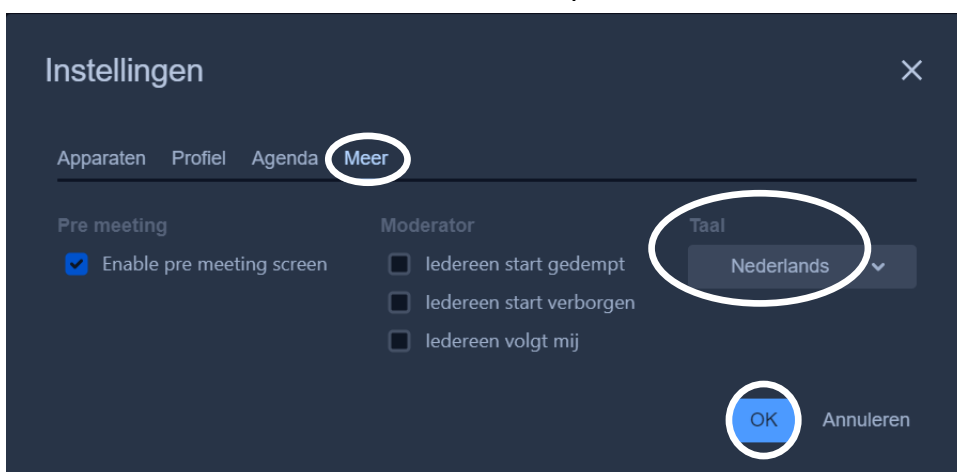 Instellingen
Apparaten Profiel Agenda Meer
Pre meeting Moderator Taal
Enable pre meeting screen Iedereen start gedempt Nederlands
Iedereen start verborgen
Iedereen volgt mij
OK Annuleren